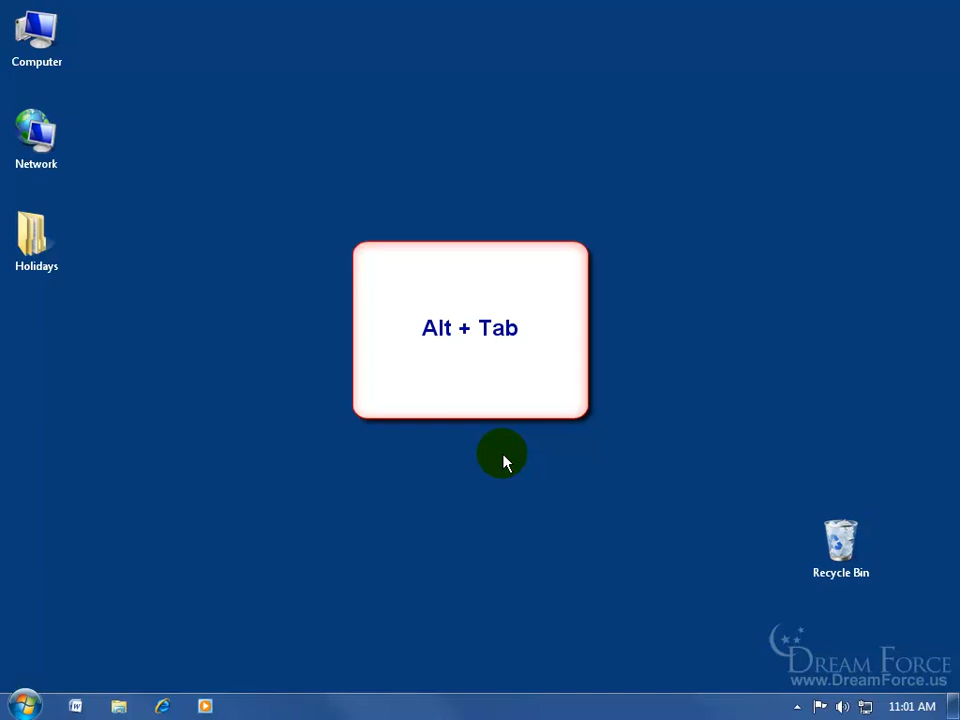 Computer
Network
Holidays
Alt + Tab
Recycle Bin
DREAM FORCE
www.DreamForce.us
W
11:01 AM